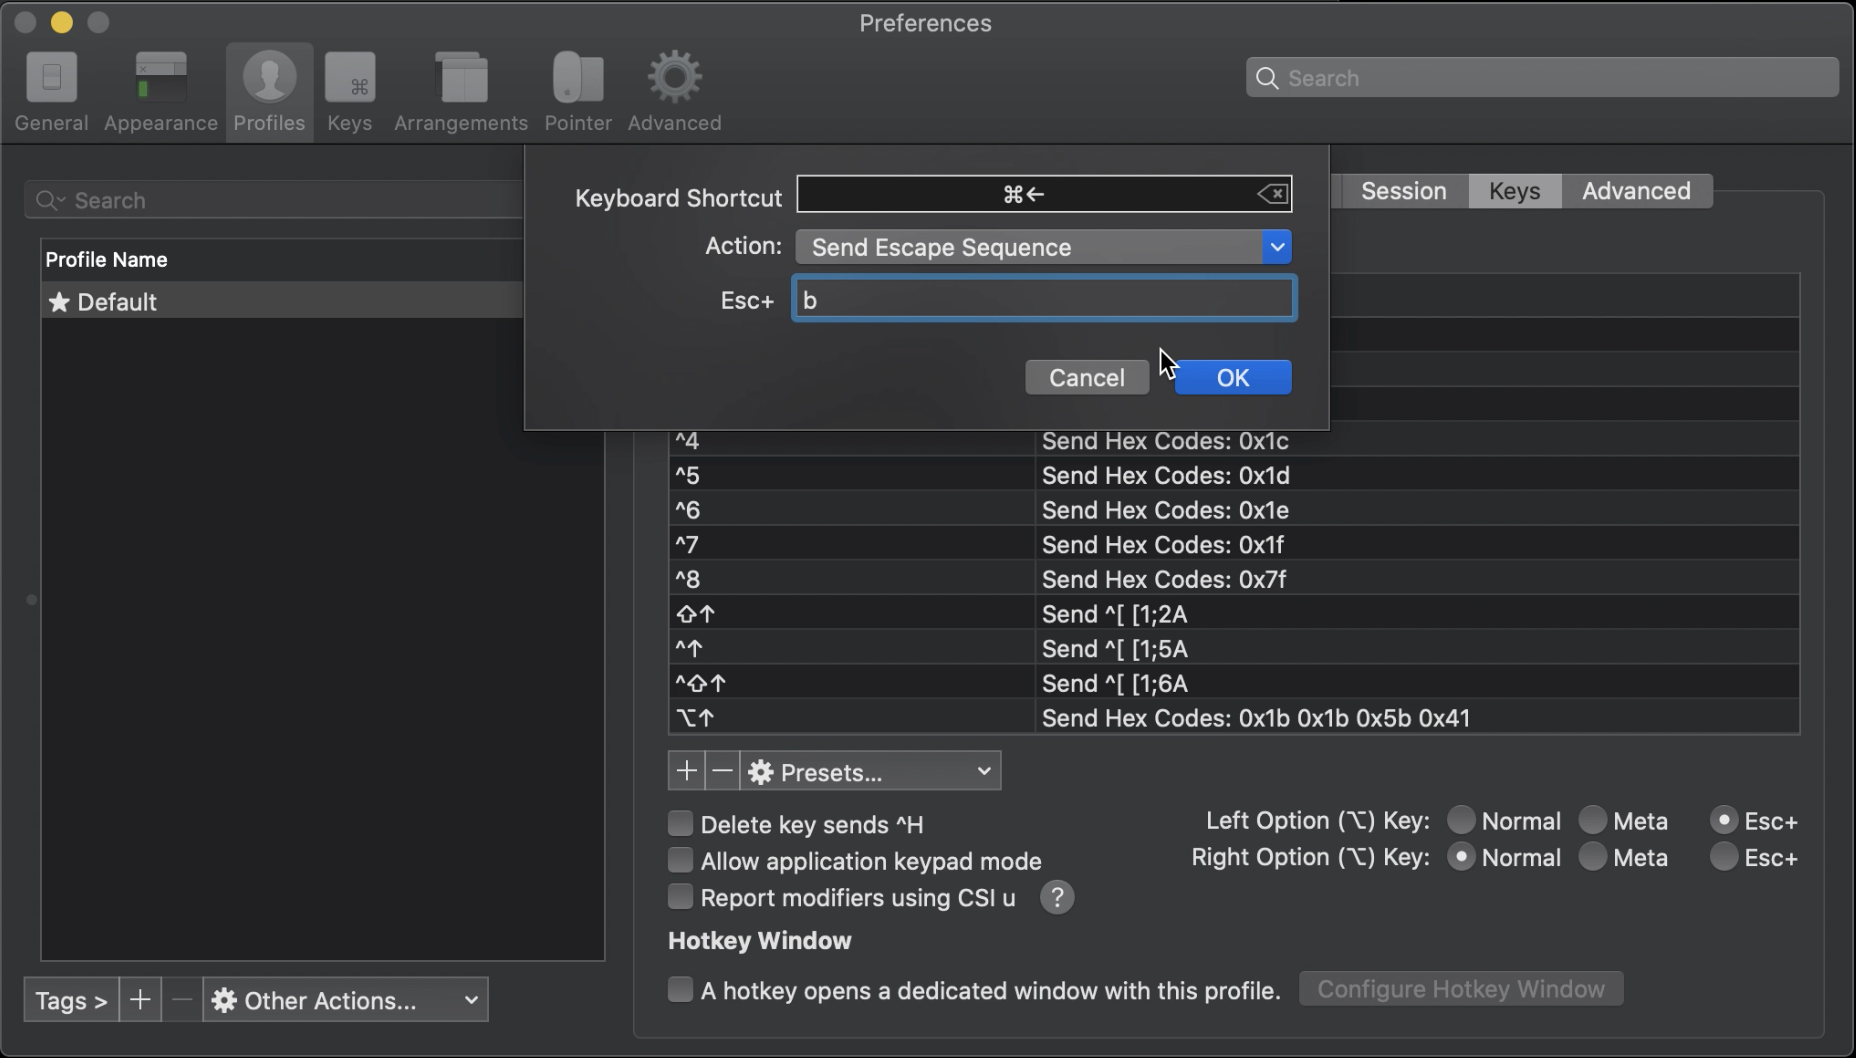 Preferences
General Appearance Profiles Keys Arrangements Pointer Advanced
Search
Search
Profile Name
★ Default
Keyboard Shortcut ⌘←
Action: Send Escape Sequence
Esc+ b
Cancel OK
Session Keys Advanced
^4 Send Hex Codes: 0x1c
^5 Send Hex Codes: 0x1d
^6 Send Hex Codes: 0x1e
^7 Send Hex Codes: 0x1f
^8 Send Hex Codes: 0x7f
⇧↑ Send ^[ [1;2A
^↑ Send ^[ [1;5A
^⇧↑ Send ^[ [1;6A
⌥↑ Send Hex Codes: 0x1b 0x1b 0x5b 0x41
+ − Presets...
Delete key sends ^H
Allow application keypad mode
Report modifiers using CSI u ?
Left Option (⌥) Key: Normal Meta Esc+
Right Option (⌥) Key: Normal Meta Esc+
Hotkey Window
A hotkey opens a dedicated window with this profile. Configure Hotkey Window
Tags > + − Other Actions...